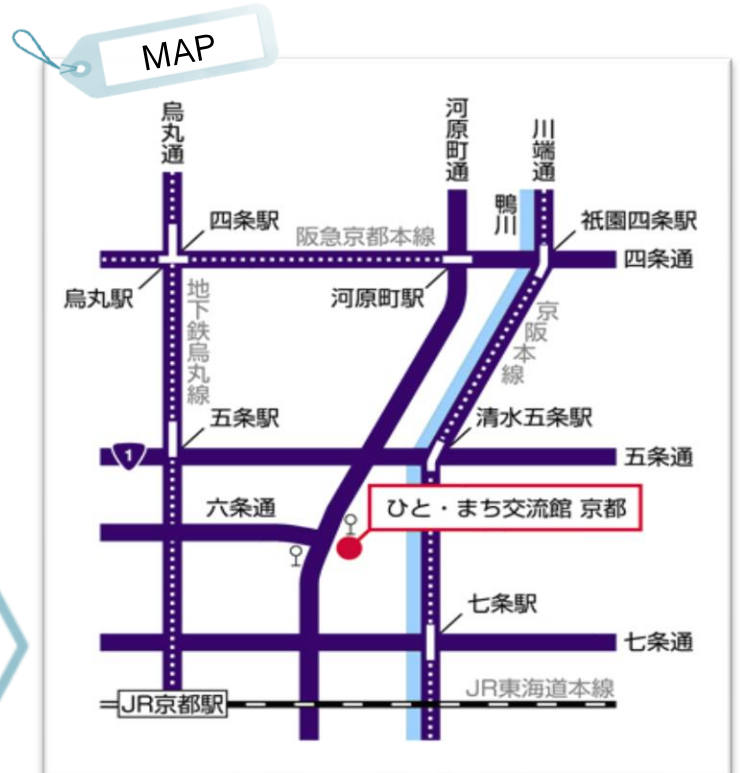 MAP
烏丸通
河原町通
川端通
鴨川
四条駅
阪急京都本線
祇園四条駅
四条通
烏丸駅
河原町駅
地下鉄烏丸線
京阪本線
五条駅
清水五条駅
1
五条通
六条通
ひと・まち交流館 京都
七条駅
七条通
JR東海道本線
JR京都駅